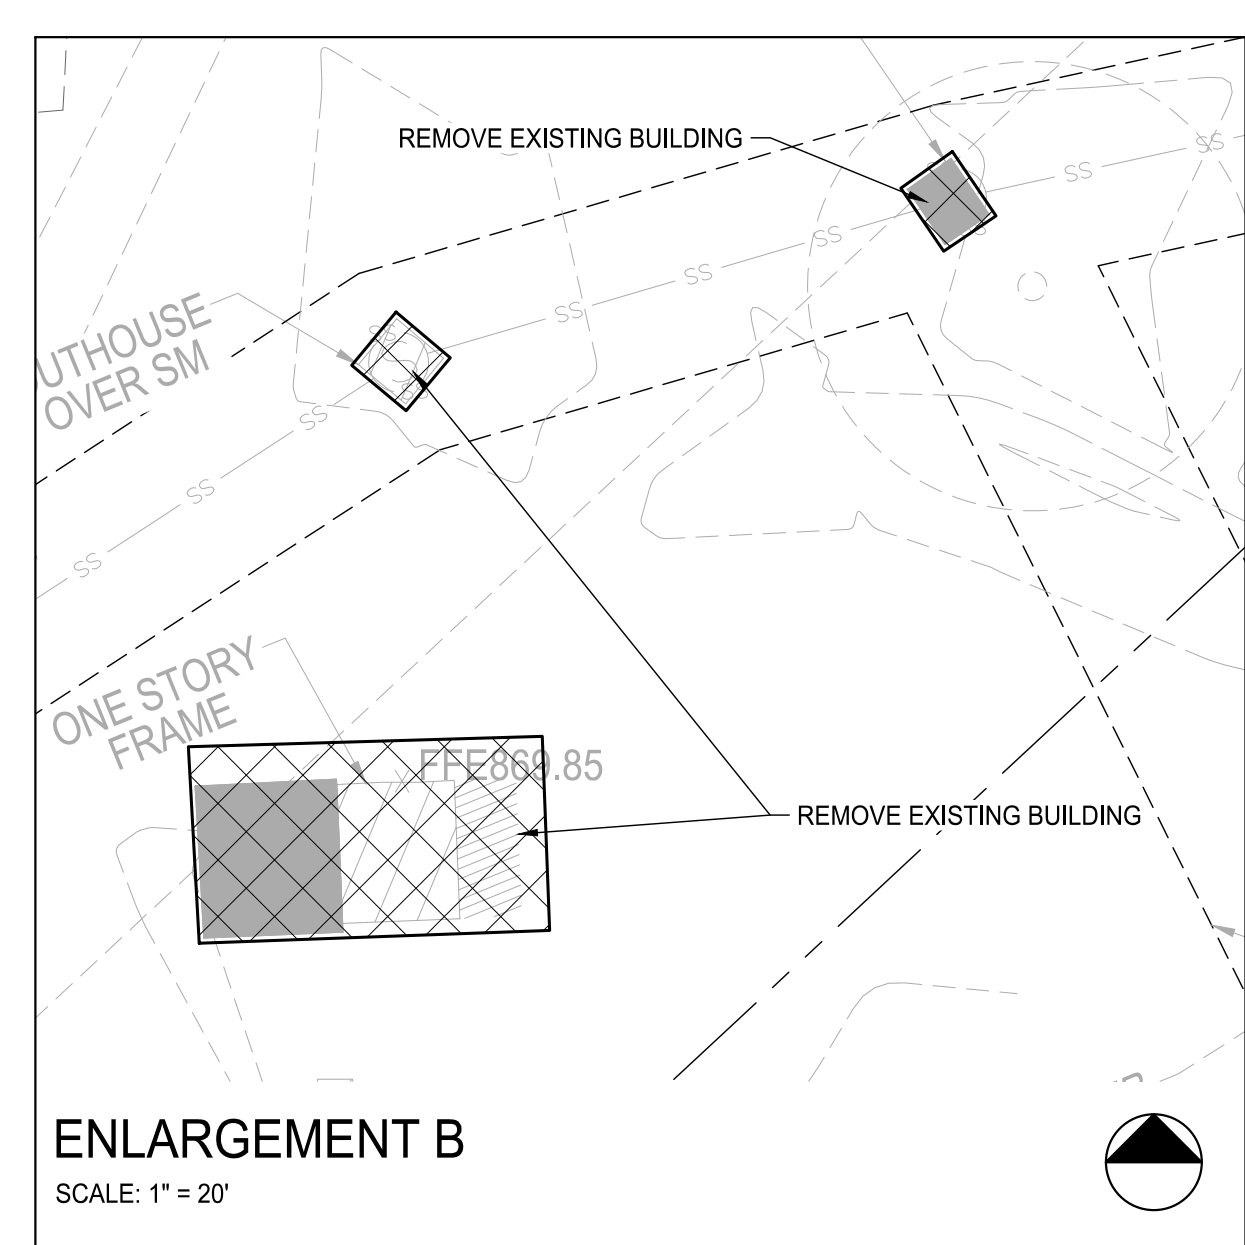 REMOVE EXISTING BUILDING
SS
SS
SS
SS
SS
UTHOUSE
OVER SM
SS
SS
SS
SS
ONE STORY
FRAME
FFE869.85
REMOVE EXISTING BUILDING
ENLARGEMENT B
SCALE: 1" = 20'